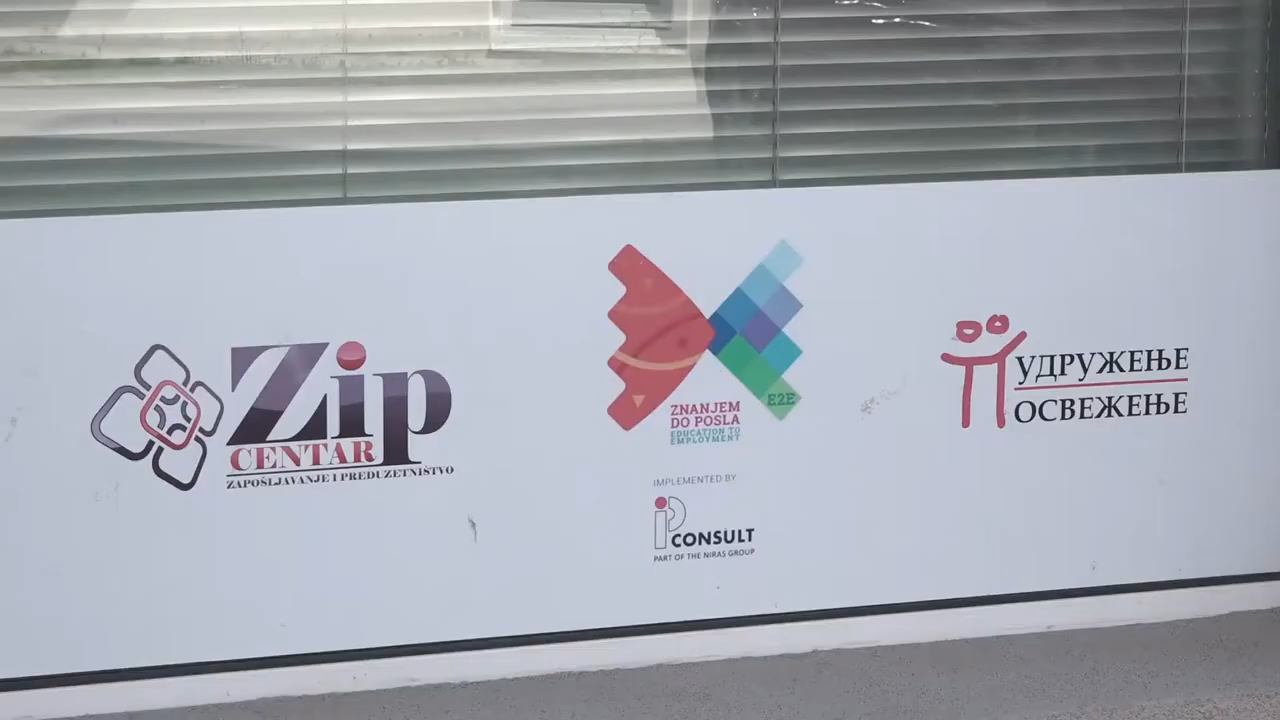 Zip
CENTAR
ZAPOŠLJAVANJE I PREDUZETNIŠTVO
ZNANJEM
DO POSLA
EDUCATION TO
EMPLOYMENT
E2E
IMPLEMENTED BY
iP
CONSULT
PART OF THE NIRAS GROUP
УДРУЖЕЊЕ
ОСВЕЖЕЊЕ